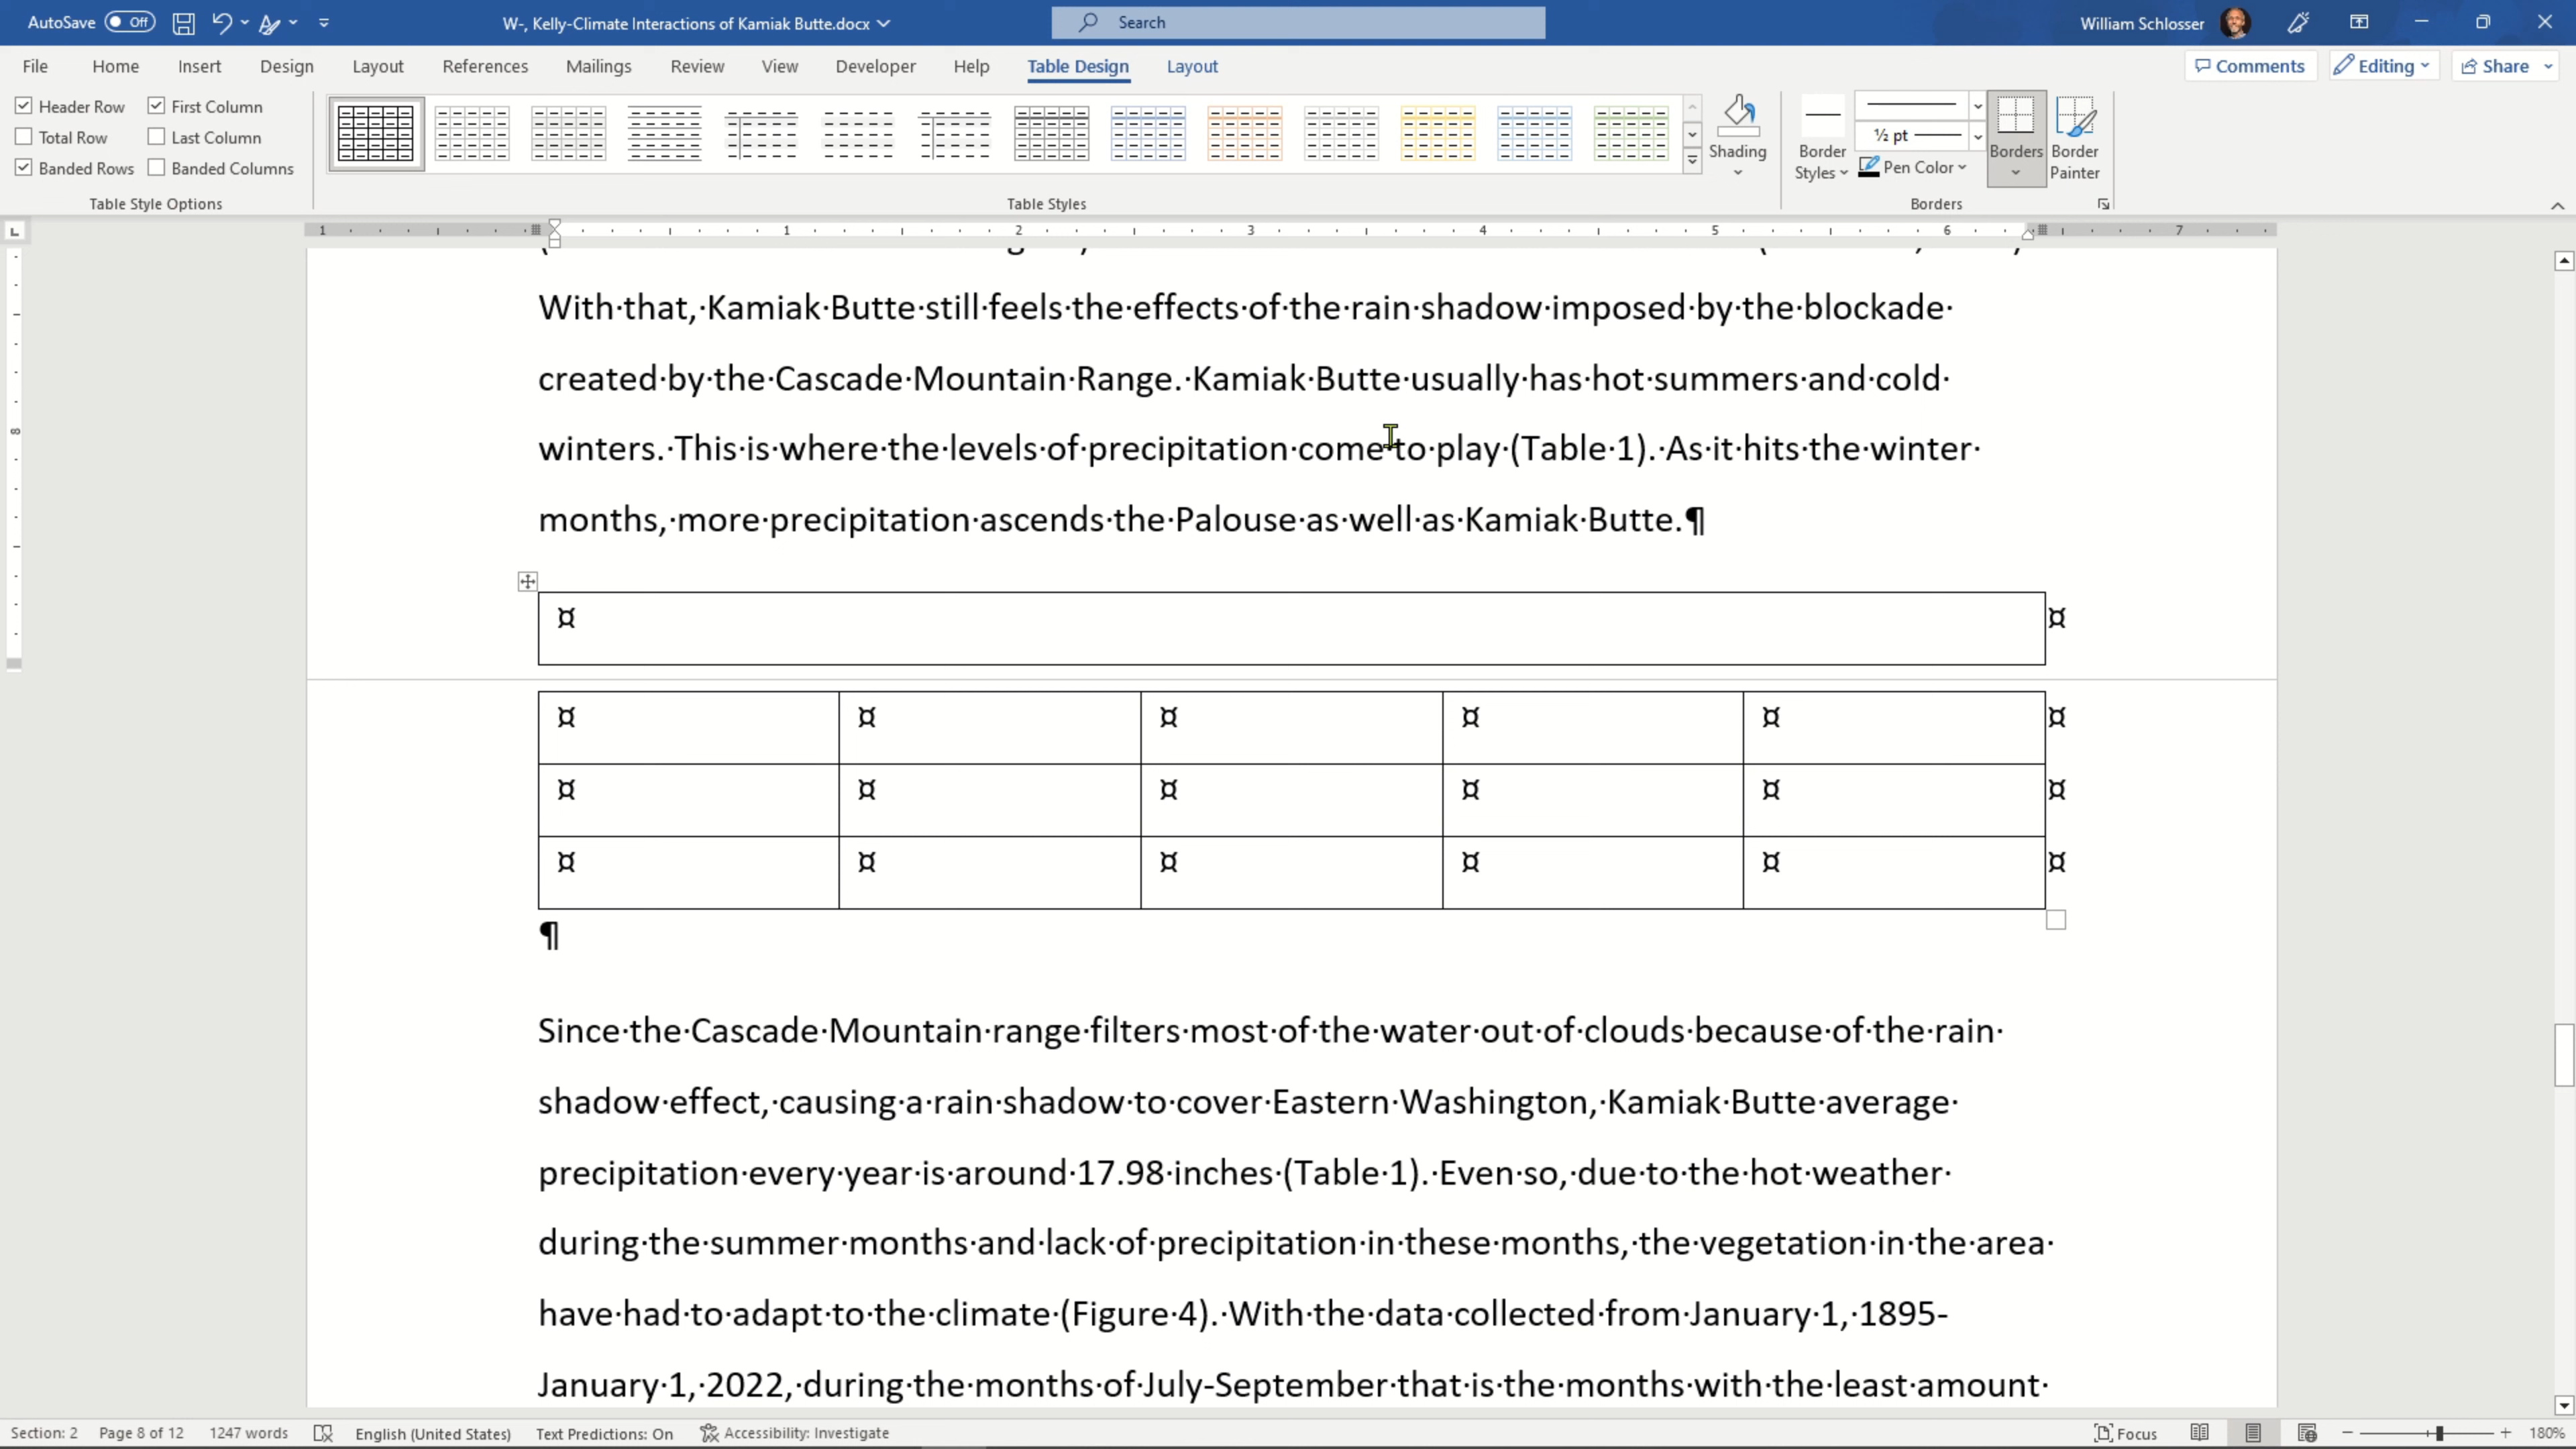 AutoSave Off W-, Kelly-Climate Interactions of Kamiak Butte.docx Search William Schlosser
File Home Insert Design Layout References Mailings Review View Developer Help Table Design Layout Comments Editing Share
Header Row First Column
Total Row Last Column
Banded Rows Banded Columns
Table Style Options
Table Styles
Shading
Border Styles
½ pt
Pen Color
Borders
Border Painter
Borders
L 1 1 2 3 4 5 6 7
8
With·that,·Kamiak·Butte·still·feels·the·effects·of·the·rain·shadow·imposed·by·the·blockade·
created·by·the·Cascade·Mountain·Range.·Kamiak·Butte·usually·has·hot·summers·and·cold·
winters.·This·is·where·the·levels·of·precipitation·come·to·play·(Table·1).·As·it·hits·the·winter·
months,·more·precipitation·ascends·the·Palouse·as·well·as·Kamiak·Butte.¶
¤ ¤
¤ ¤ ¤ ¤ ¤ ¤
¤ ¤ ¤ ¤ ¤ ¤
¤ ¤ ¤ ¤ ¤ ¤
¶
Since·the·Cascade·Mountain·range·filters·most·of·the·water·out·of·clouds·because·of·the·rain·
shadow·effect,·causing·a·rain·shadow·to·cover·Eastern·Washington,·Kamiak·Butte·average·
precipitation·every·year·is·around·17.98·inches·(Table·1).·Even·so,·due·to·the·hot·weather·
during·the·summer·months·and·lack·of·precipitation·in·these·months,·the·vegetation·in·the·area·
have·had·to·adapt·to·the·climate·(Figure·4).·With·the·data·collected·from·January·1,·1895-
January·1,·2022,·during·the·months·of·July-September·that·is·the·months·with·the·least·amount·
Section: 2 Page 8 of 12 1247 words English (United States) Text Predictions: On Accessibility: Investigate Focus 180%